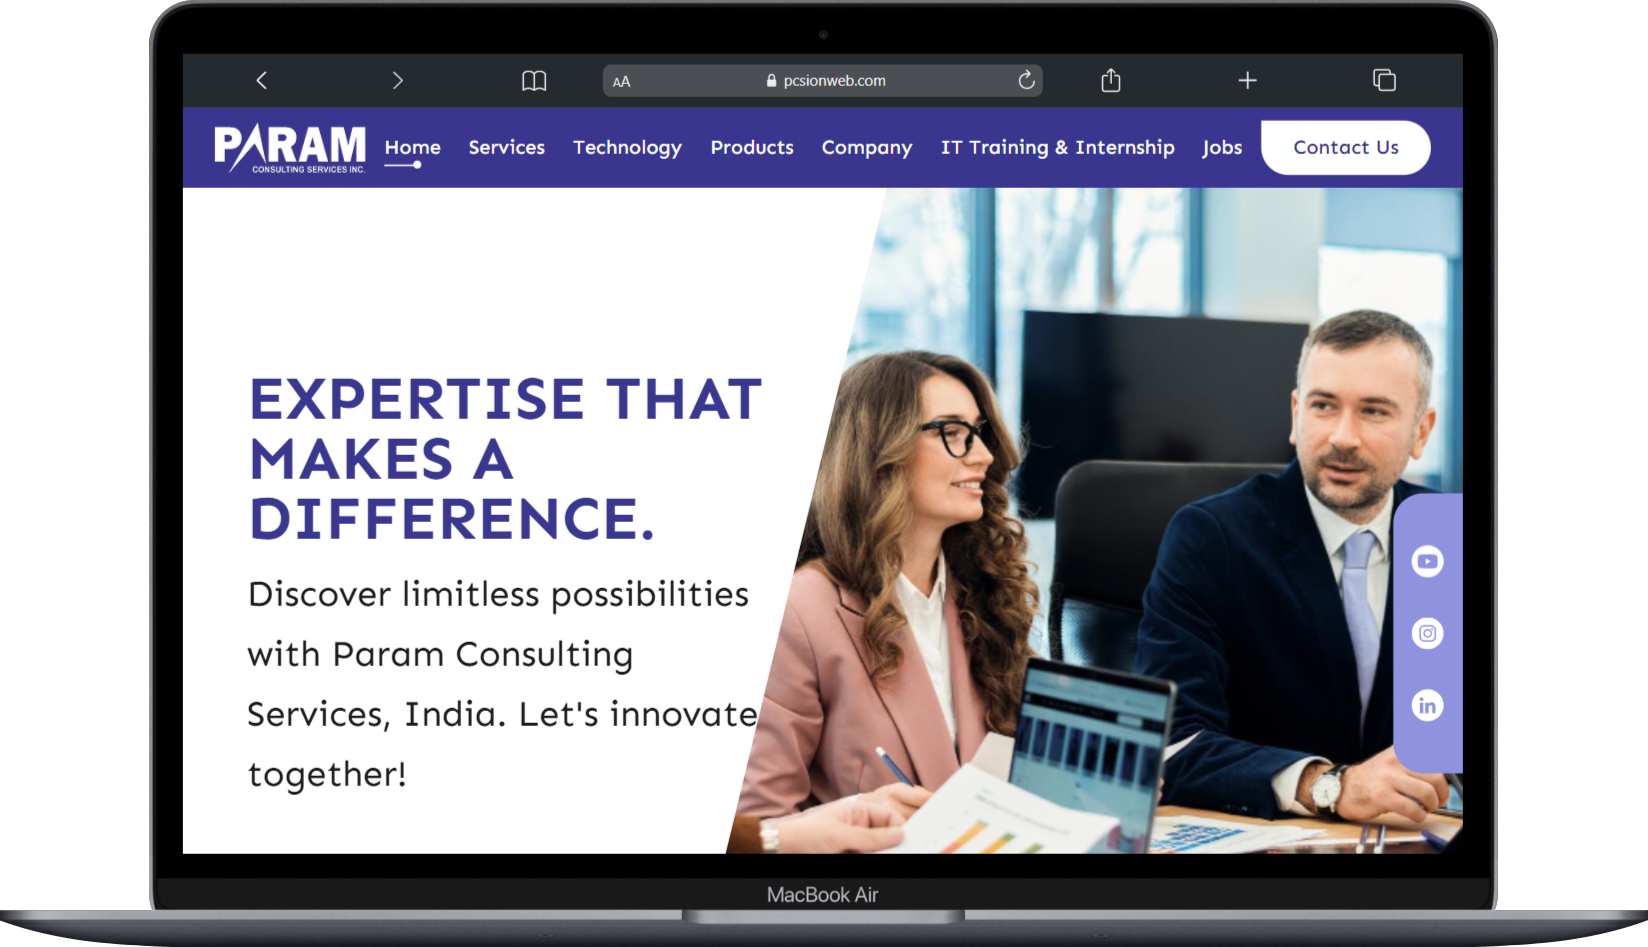 AA pcsionweb.com
PARAM
CONSULTING SERVICES INC.
Home Services Technology Products Company IT Training & Internship Jobs Contact Us
EXPERTISE THAT
MAKES A
DIFFERENCE.
Discover limitless possibilities
with Param Consulting
Services, India. Let's innovate
together!
in
MacBook Air